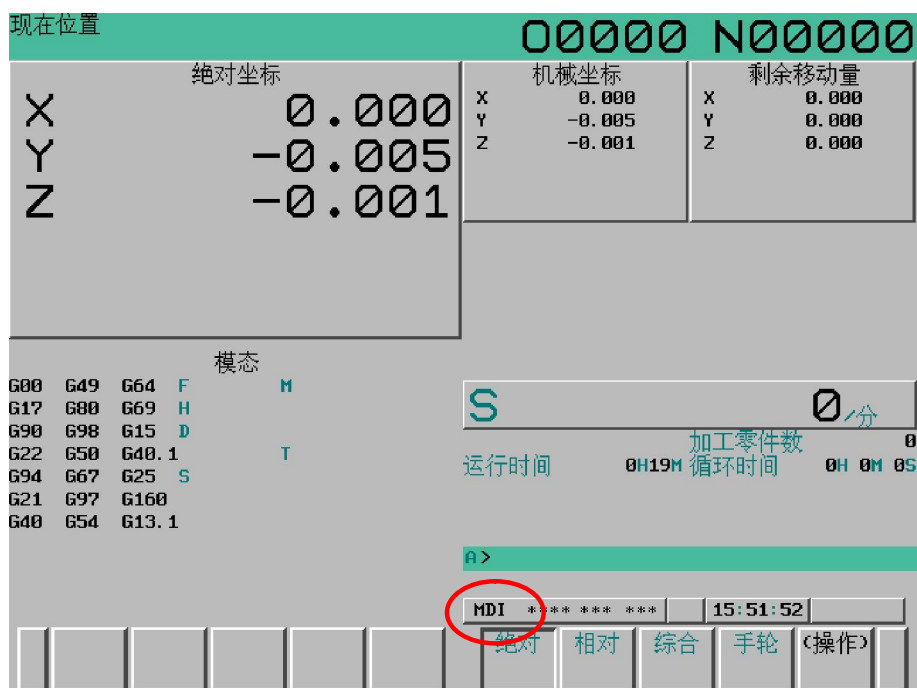 现在位置
O0000 N00000
绝对坐标
X 0.000
Y -0.005
Z -0.001
机械坐标
X 0.000
Y -0.005
Z -0.001
剩余移动量
X 0.000
Y 0.000
Z 0.000
模态
G00 G49 G64 F M
G17 G80 G69 H
G90 G98 G15 D
G22 G50 G40.1 T
G94 G67 G25 S
G21 G97 G160
G40 G54 G13.1
S 0/分
加工零件数 0
运行时间 0H19M 循环时间 0H 0M 0S
A>
MDI **** *** *** 15:51:52
绝对 相对 综合 手轮 (操作)